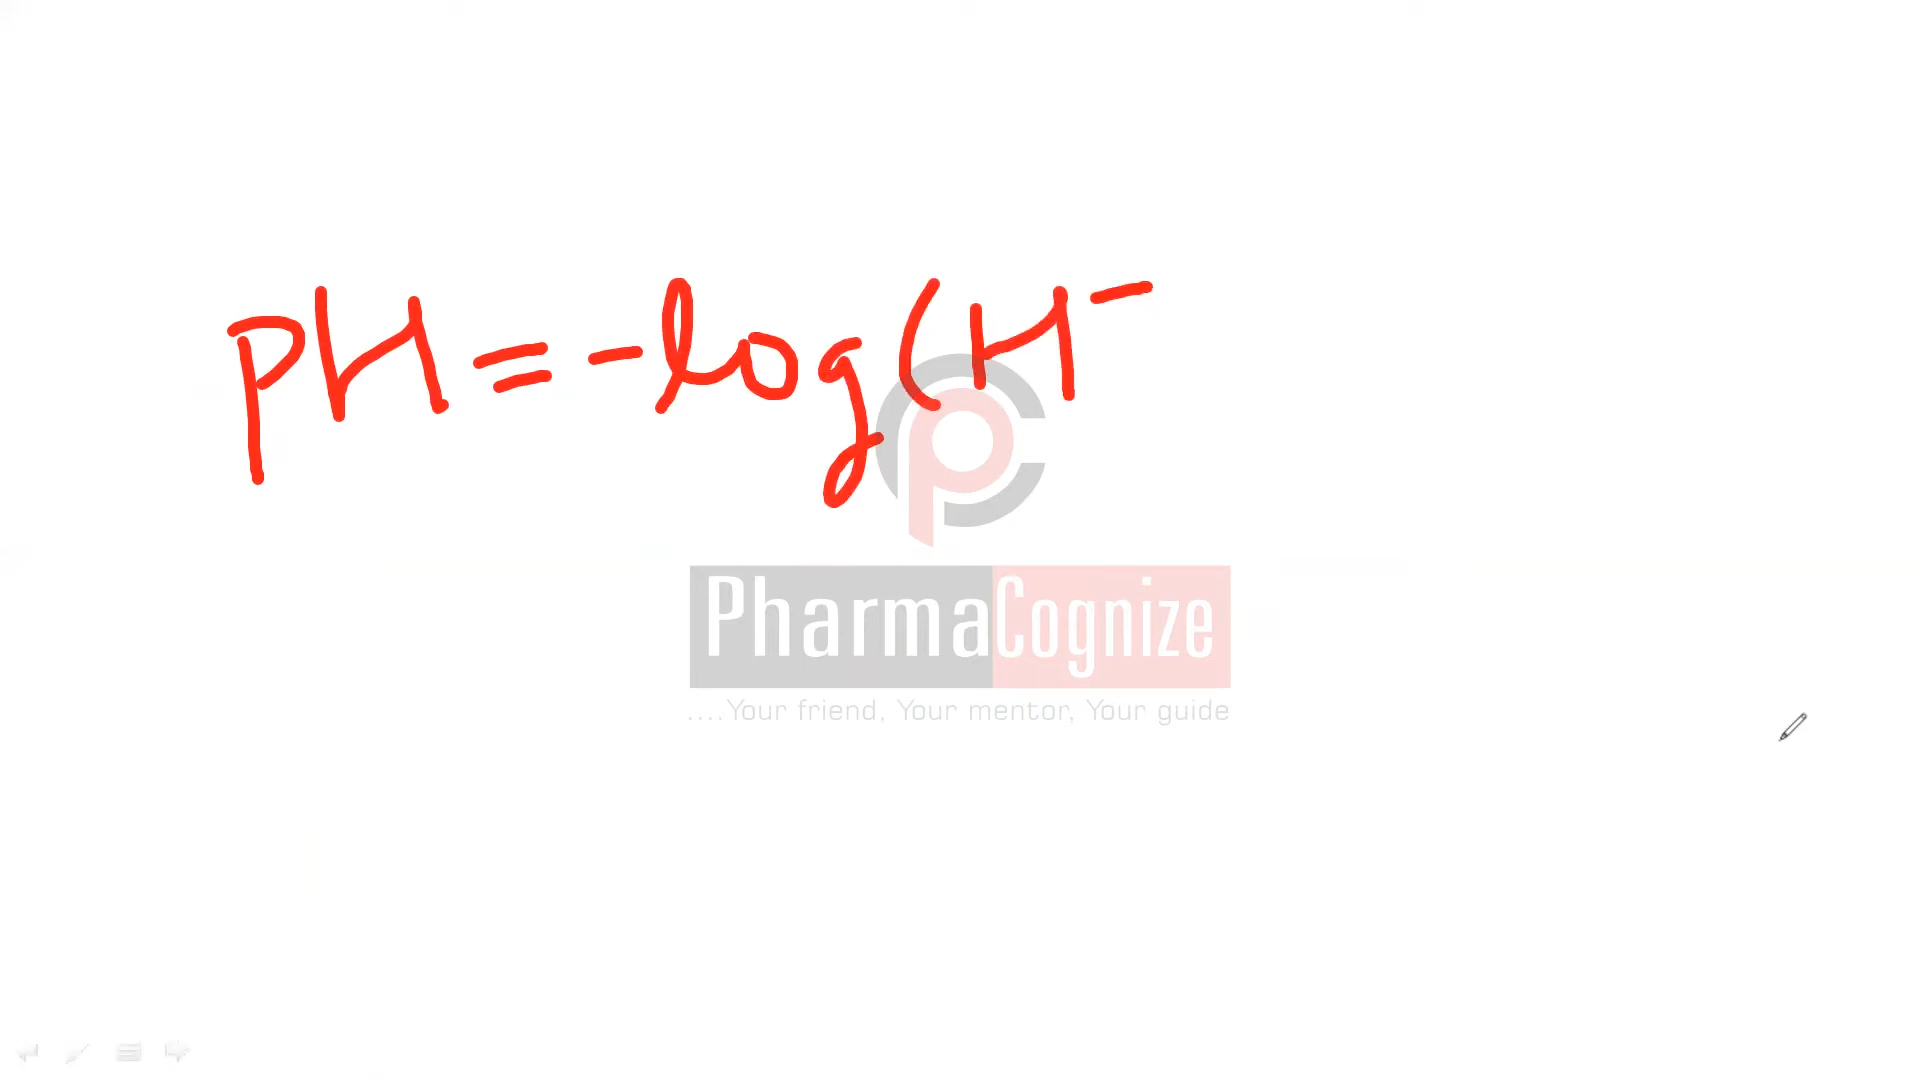 pH = -log(H⁻
PharmaCognize
....Your friend, Your mentor, Your guide